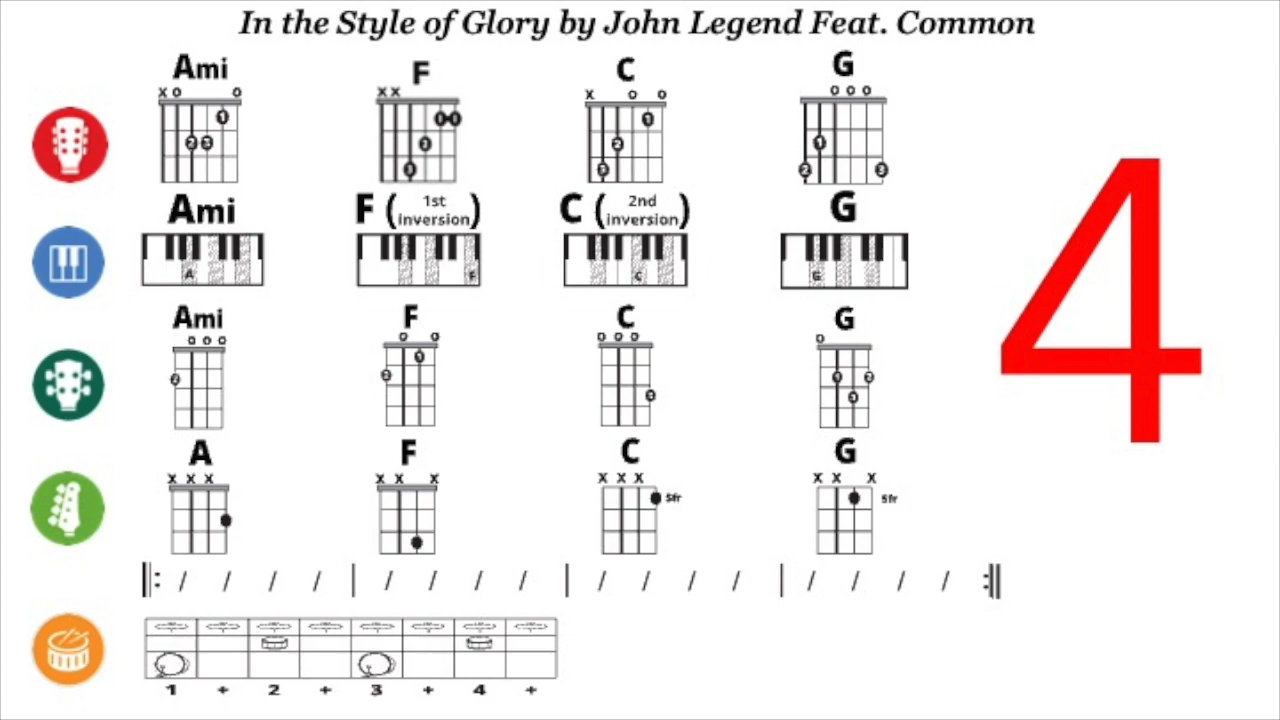 In the Style of Glory by John Legend Feat. Common
Ami F C G
x o o x x x o o o o o
Ami F (1st inversion) C (2nd inversion) G
A F C G
Ami F C G
o o o o o o o o o
A F C G
x x x x x x x x x 5fr x x x 5fr
/ / / / / / / / / / / / / / / /
1 + 2 + 3 + 4 +
4